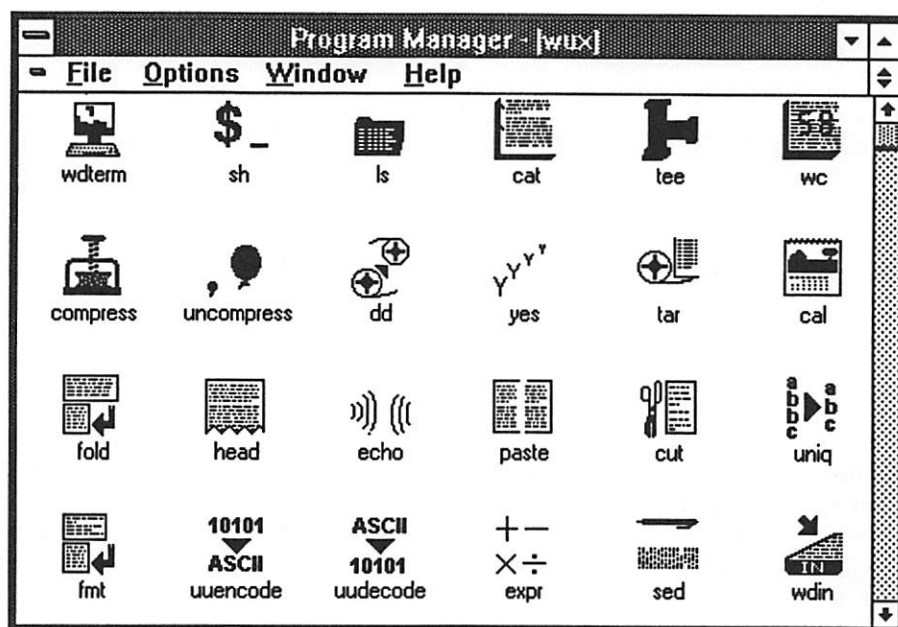 Program Manager - [wux]
File Options Window Help
$_
58
wdterm sh ls cat tee wc
Y Y Y Y
compress uncompress dd yes tar cal
a a
b b
b c
c
fold head echo paste cut uniq
10101 ASCII + −
ASCII 10101 × ÷ IN
fmt uuencode uudecode expr sed wdin